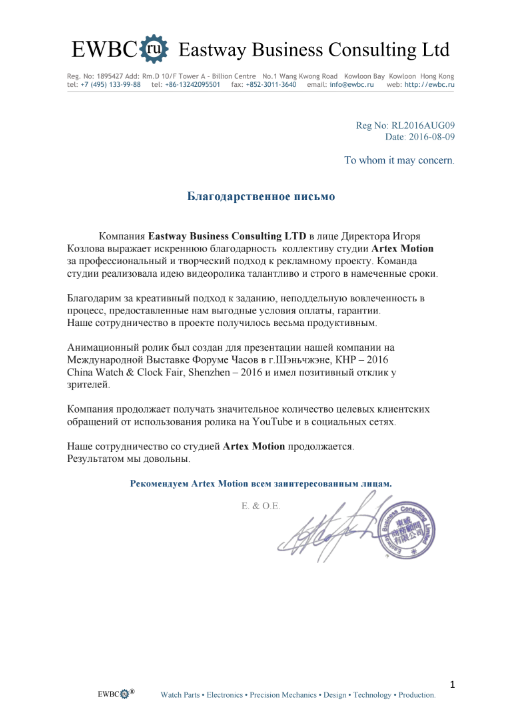 EWBC ru Eastway Business Consulting Ltd
Reg. No: 1895427 Add: Rm.D 10/F Tower A - Billion Centre No.1 Wang Kwong Road Kowloon Bay Kowloon Hong Kong
tel: +7 (495) 133-99-88 tel: +86-13242095501 fax: +852-3011-3640 email: info@ewbc.ru web: http://ewbc.ru
Reg No: RL2016AUG09
Date: 2016-08-09
To whom it may concern.
Благодарственное письмо
Компания Eastway Business Consulting LTD в лице Директора Игоря
Козлова выражает искреннюю благодарность коллективу студии Artex Motion
за профессиональный и творческий подход к рекламному проекту. Команда
студии реализовала идею видеоролика талантливо и строго в намеченные сроки.
Благодарим за креативный подход к заданию, неподдельную вовлеченность в
процесс, предоставленные нам выгодные условия оплаты, гарантии.
Наше сотрудничество в проекте получилось весьма продуктивным.
Анимационный ролик был создан для презентации нашей компании на
Международной Выставке Форуме Часов в г.Шэньчжэне, КНР – 2016
China Watch & Clock Fair, Shenzhen – 2016 и имел позитивный отклик у
зрителей.
Компания продолжает получать значительное количество целевых клиентских
обращений от использования ролика на YouTube и в социальных сетях.
Наше сотрудничество со студией Artex Motion продолжается.
Результатом мы довольны.
Рекомендуем Artex Motion всем заинтересованным лицам.
E. & O.E.
Eastway Business Consulting Limited
商務顧問
有限公司
1
EWBC ® Watch Parts • Electronics • Precision Mechanics • Design • Technology • Production.